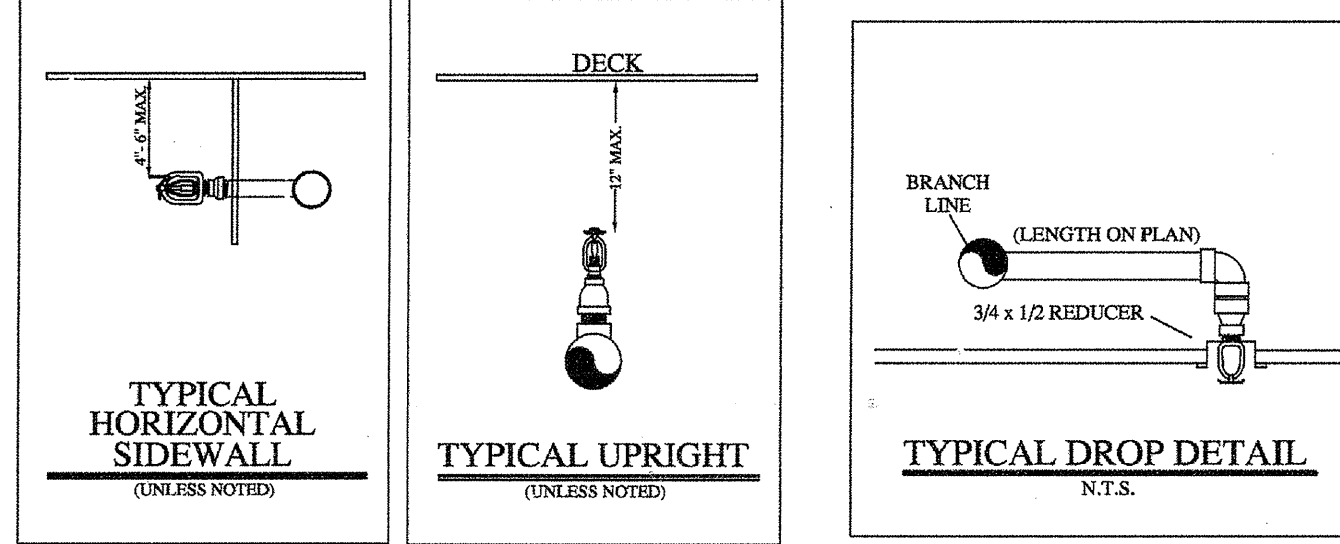 4"- 6" MAX.
TYPICAL
HORIZONTAL
SIDEWALL
(UNLESS NOTED)
DECK
12" MAX.
TYPICAL UPRIGHT
(UNLESS NOTED)
BRANCH
LINE
(LENGTH ON PLAN)
3/4 x 1/2 REDUCER
TYPICAL DROP DETAIL
N.T.S.